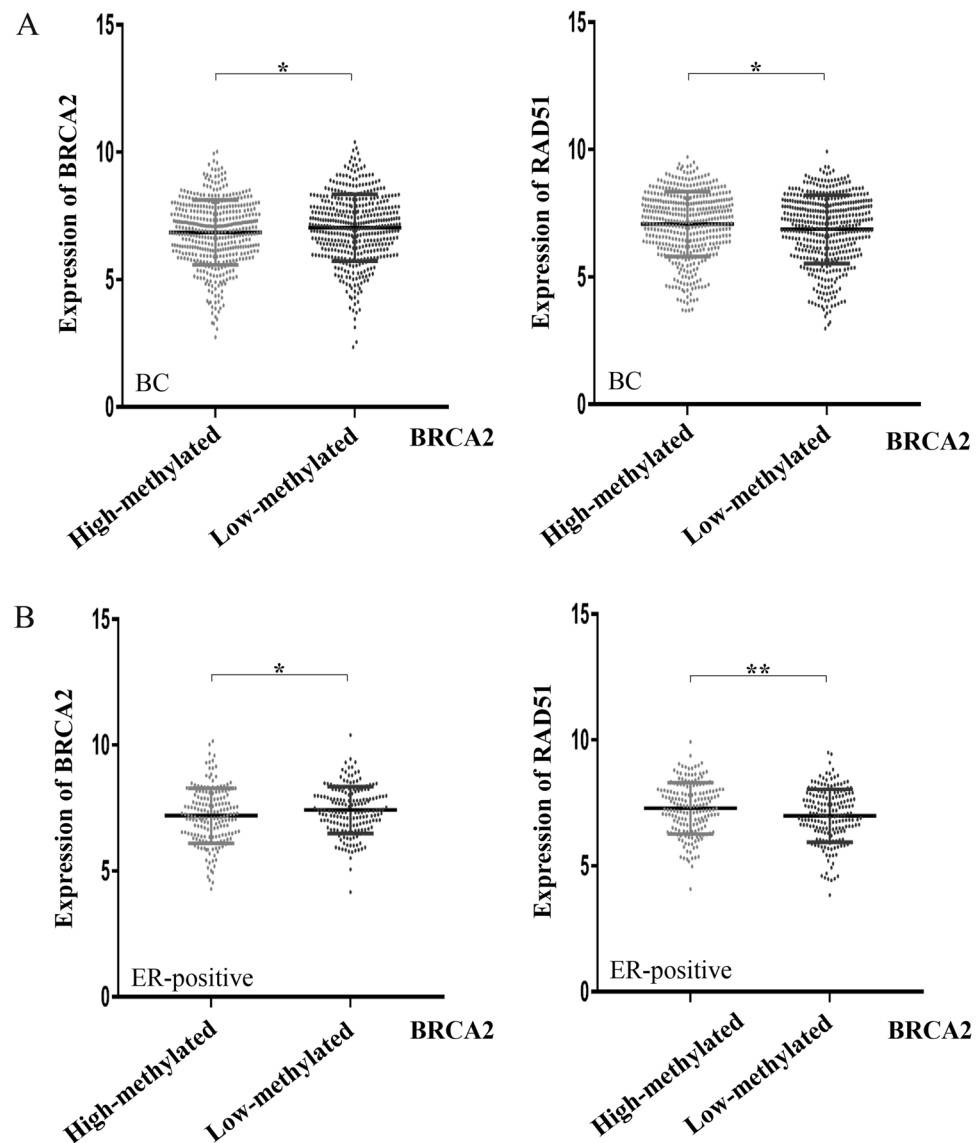 A
Expression of BRCA2
15
10
5
0
*
BC
High-methylated
Low-methylated
BRCA2
Expression of RAD51
15
10
5
0
*
BC
High-methylated
Low-methylated
BRCA2
B
Expression of BRCA2
15
10
5
0
*
ER-positive
High-methylated
Low-methylated
BRCA2
Expression of RAD51
15
10
5
0
**
ER-positive
High-methylated
Low-methylated
BRCA2